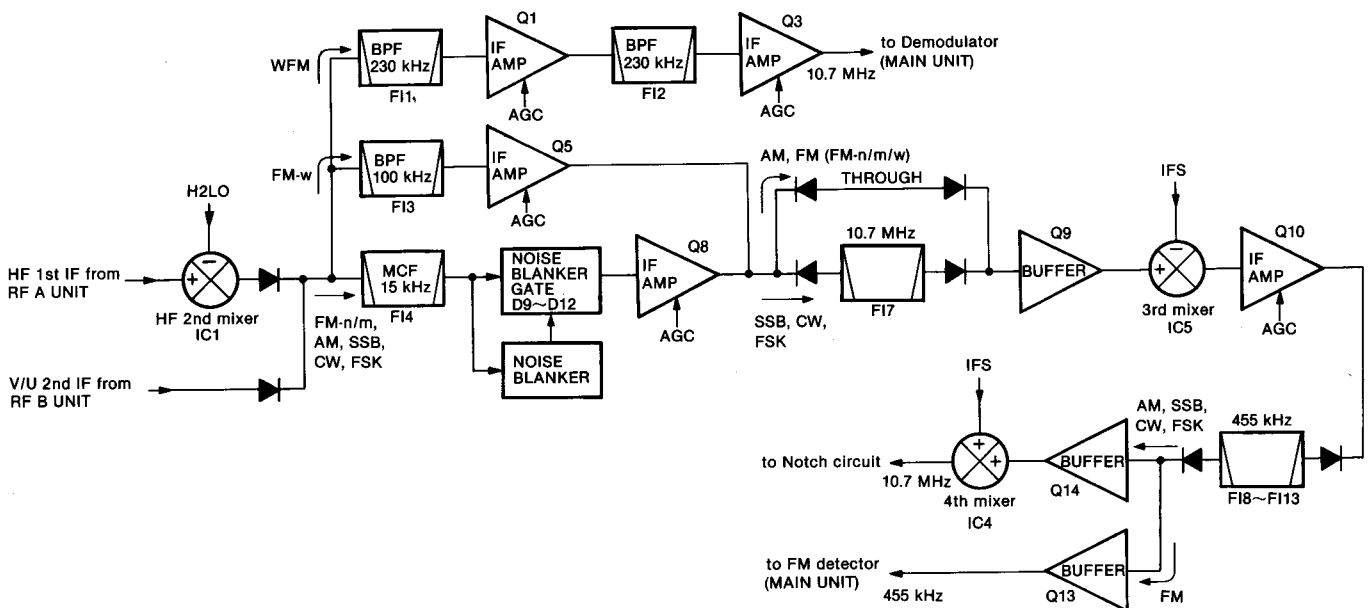 WFM
BPF
230 kHz
FI1
Q1
IF
AMP
AGC
BPF
230 kHz
FI2
Q3
IF
AMP
AGC
10.7 MHz
to Demodulator
(MAIN UNIT)
FM-w
BPF
100 kHz
FI3
Q5
IF
AMP
AGC
H2LO
HF 1st IF from
RF A UNIT
+
−
HF 2nd mixer
IC1
V/U 2nd IF from
RF B UNIT
FM-n/m,
AM, SSB,
CW, FSK
MCF
15 kHz
FI4
NOISE
BLANKER
GATE
D9~D12
NOISE
BLANKER
Q8
IF
AMP
AGC
AM, FM (FM-n/m/w)
THROUGH
SSB, CW,
FSK
10.7 MHz
FI7
Q9
BUFFER
IFS
+
−
3rd mixer
IC5
Q10
IF
AMP
AGC
455 kHz
FI8~FI13
AM, SSB,
CW, FSK
BUFFER
Q14
IFS
+
+
4th mixer
IC4
to Notch circuit
10.7 MHz
to FM detector
(MAIN UNIT)
455 kHz
BUFFER
Q13
FM